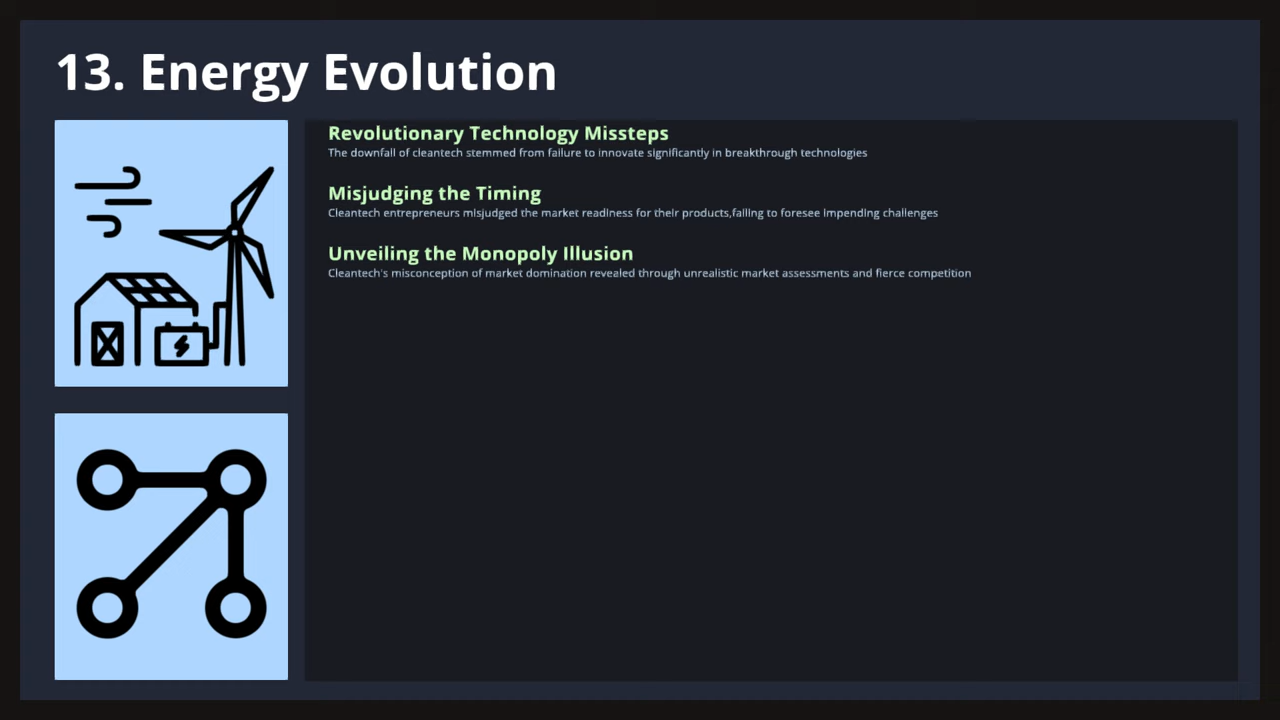 13. Energy Evolution
Revolutionary Technology Missteps
The downfall of cleantech stemmed from failure to innovate significantly in breakthrough technologies
Misjudging the Timing
Cleantech entrepreneurs misjudged the market readiness for their products,failing to foresee impending challenges
Unveiling the Monopoly Illusion
Cleantech's misconception of market domination revealed through unrealistic market assessments and fierce competition